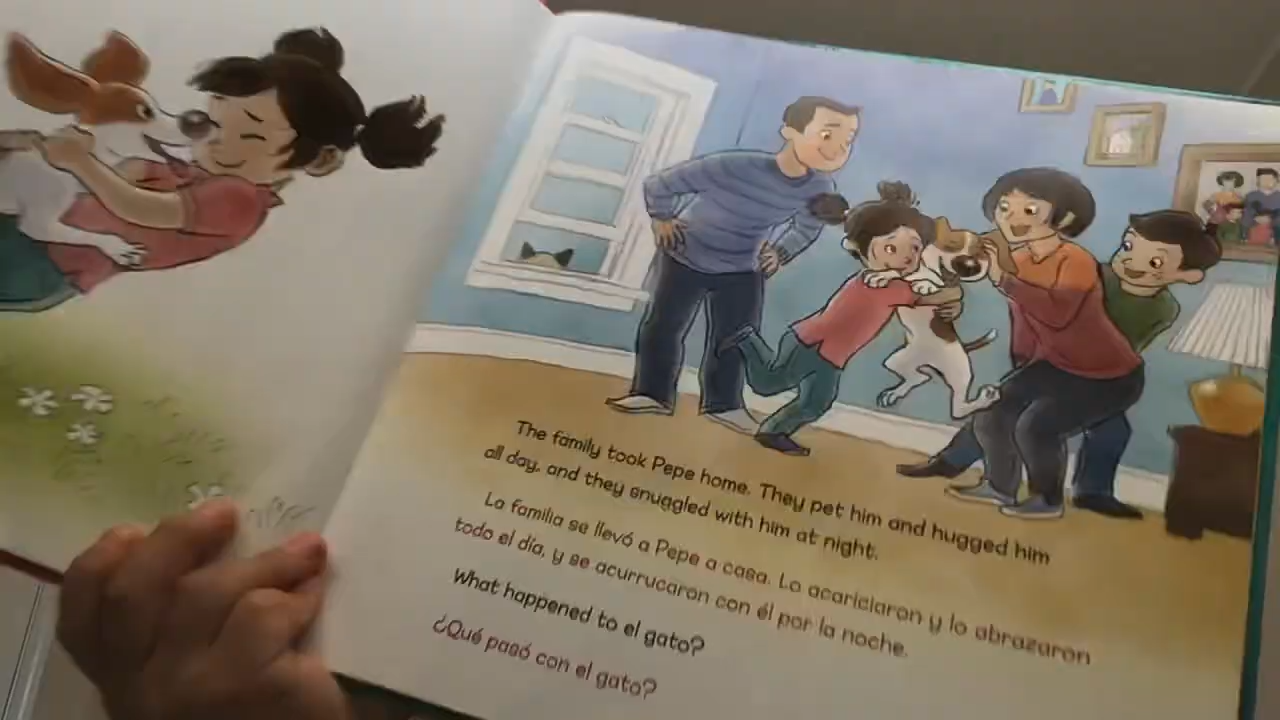 The family took Pepe home. They pet him and hugged him
all day, and they snuggled with him at night.
La familia se llevó a Pepe a casa. Lo acariciaron y lo abrazaron
todo el día, y se acurrucaron con él por la noche.
What happened to el gato?
¿Qué pasó con el gato?